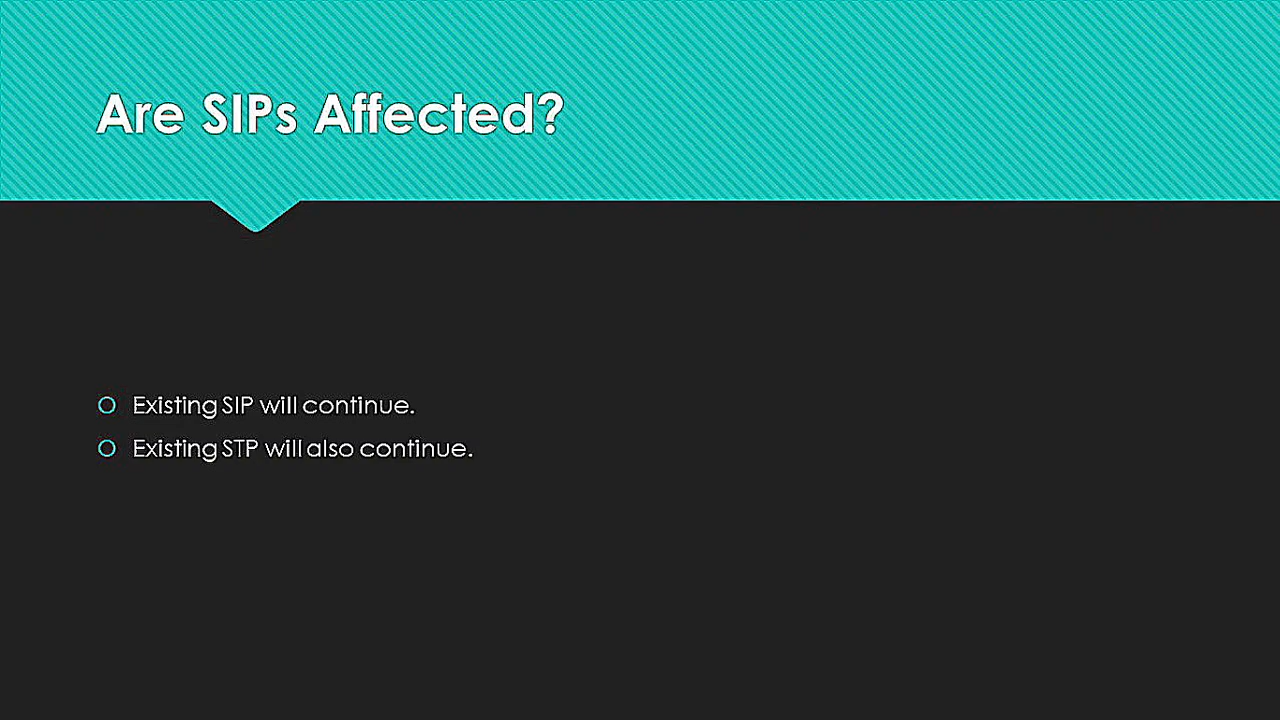 Are SIPs Affected?
Existing SIP will continue.
Existing STP will also continue.